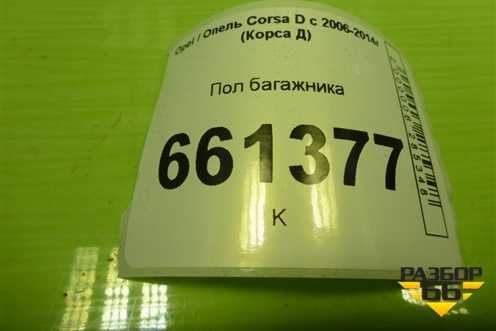 Opel / Опель Corsa D с 2006-2014г
(Корса Д)
Пол багажника
661377
К
РАЗБОР
66